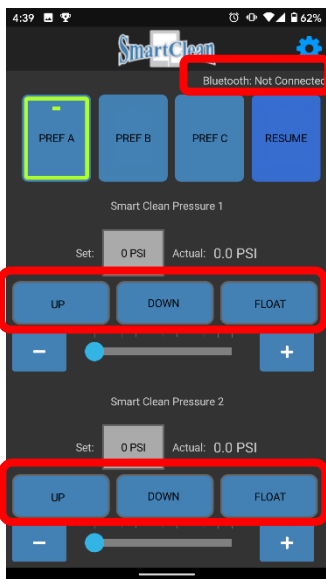 4:39 62%
SmartClean
Bluetooth: Not Connected
PREF A PREF B PREF C RESUME
Smart Clean Pressure 1
Set: 0 PSI Actual: 0.0 PSI
UP DOWN FLOAT
− +
Smart Clean Pressure 2
Set: 0 PSI Actual: 0.0 PSI
UP DOWN FLOAT
− +